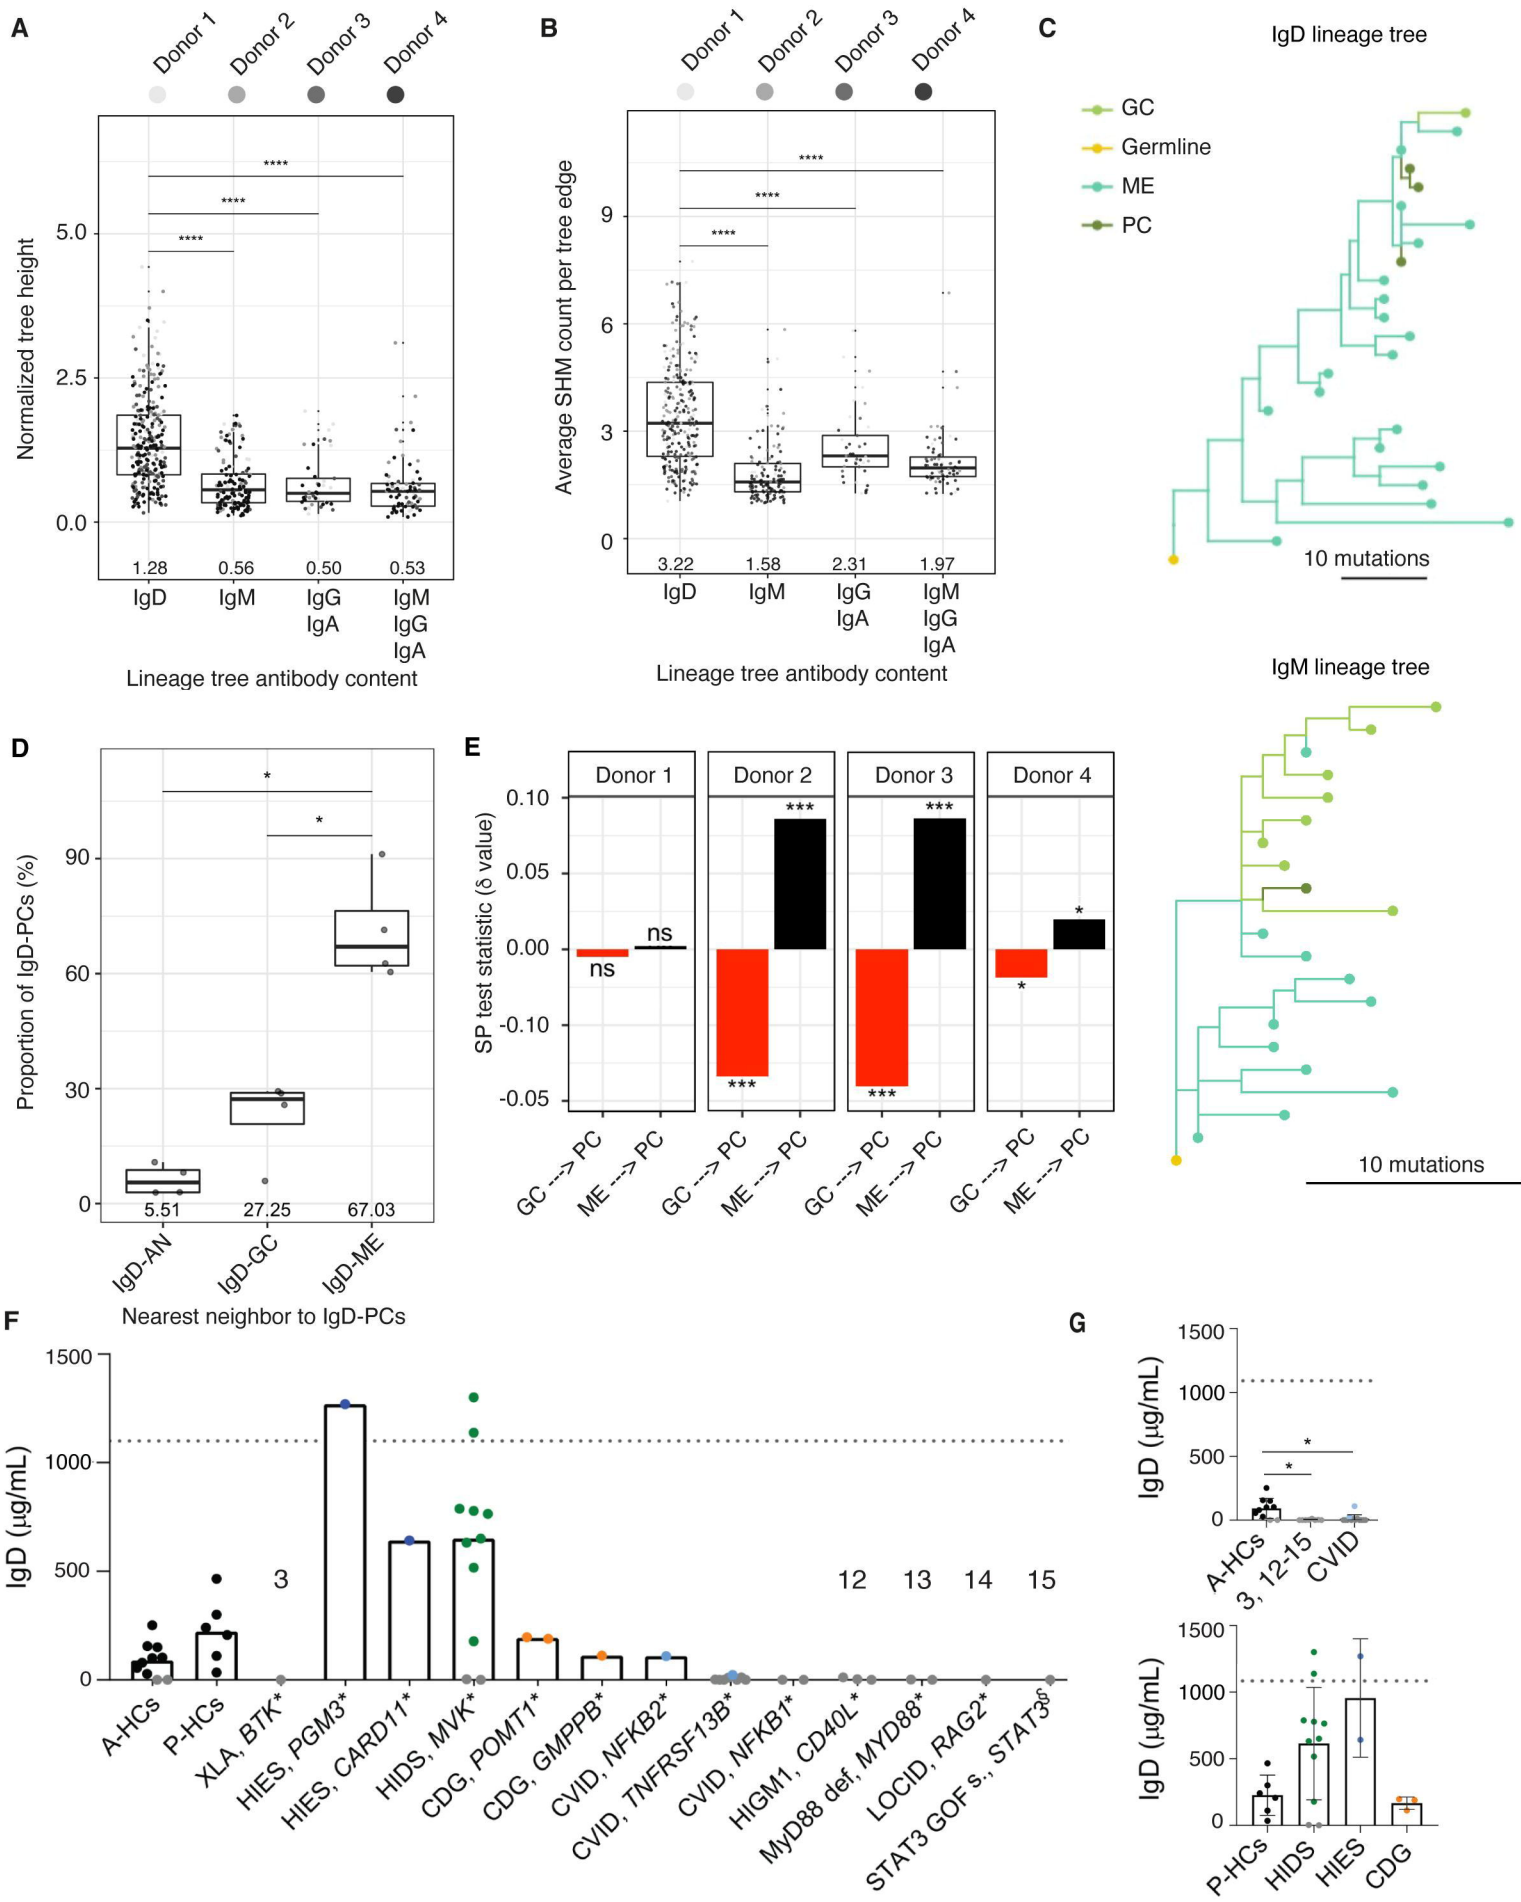 A
Donor 1
Donor 2
Donor 3
Donor 4
****
****
****
5.0
2.5
0.0
Normalized tree height
1.28 0.56 0.50 0.53
IgD IgM IgG IgM
IgA IgG
IgA
Lineage tree antibody content
B
Donor 1
Donor 2
Donor 3
Donor 4
****
****
****
9
6
3
0
Average SHM count per tree edge
3.22 1.58 2.31 1.97
IgD IgM IgG IgM
IgA IgG
IgA
Lineage tree antibody content
C
IgD lineage tree
GC
Germline
ME
PC
10 mutations
IgM lineage tree
10 mutations
D
*
*
90
60
30
0
Proportion of IgD-PCs (%)
5.51 27.25 67.03
IgD-AN
IgD-GC
IgD-ME
Nearest neighbor to IgD-PCs
E
Donor 1 Donor 2 Donor 3 Donor 4
0.10
0.05
0.00
-0.10
-0.05
SP test statistic (δ value)
ns
ns
***
***
***
***
*
*
GC ---> PC
ME ---> PC
GC ---> PC
ME ---> PC
GC ---> PC
ME ---> PC
GC ---> PC
ME ---> PC
F
1500
1000
500
0
IgD (μg/mL)
3 12 13 14 15
A-HCs
P-HCs
XLA, BTK*
HIES, PGM3*
HIES, CARD11*
HIDS, MVK*
CDG, POMT1*
CDG, GMPPB*
CVID, NFKB2*
CVID, TNFRSF13B*
CVID, NFKB1*
HIGM1, CD40L*
MyD88 def, MYD88*
LOCID, RAG2*
STAT3 GOF s., STAT3§
G
1500
1000
500
0
IgD (μg/mL)
*
*
A-HCs
3, 12-15
CVID
1500
1000
500
0
IgD (μg/mL)
P-HCs
HIDS
HIES
CDG